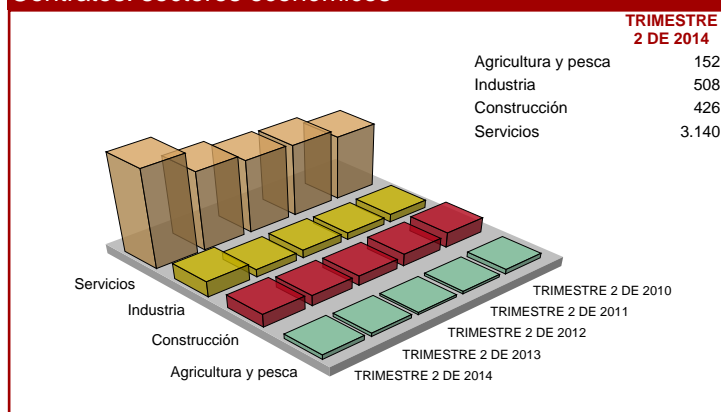 Contratos: sectores económicos
TRIMESTRE
2 DE 2014
Agricultura y pesca 152
Industria 508
Construcción 426
Servicios 3.140
Servicios
Industria
Construcción
Agricultura y pesca
TRIMESTRE 2 DE 2010
TRIMESTRE 2 DE 2011
TRIMESTRE 2 DE 2012
TRIMESTRE 2 DE 2013
TRIMESTRE 2 DE 2014